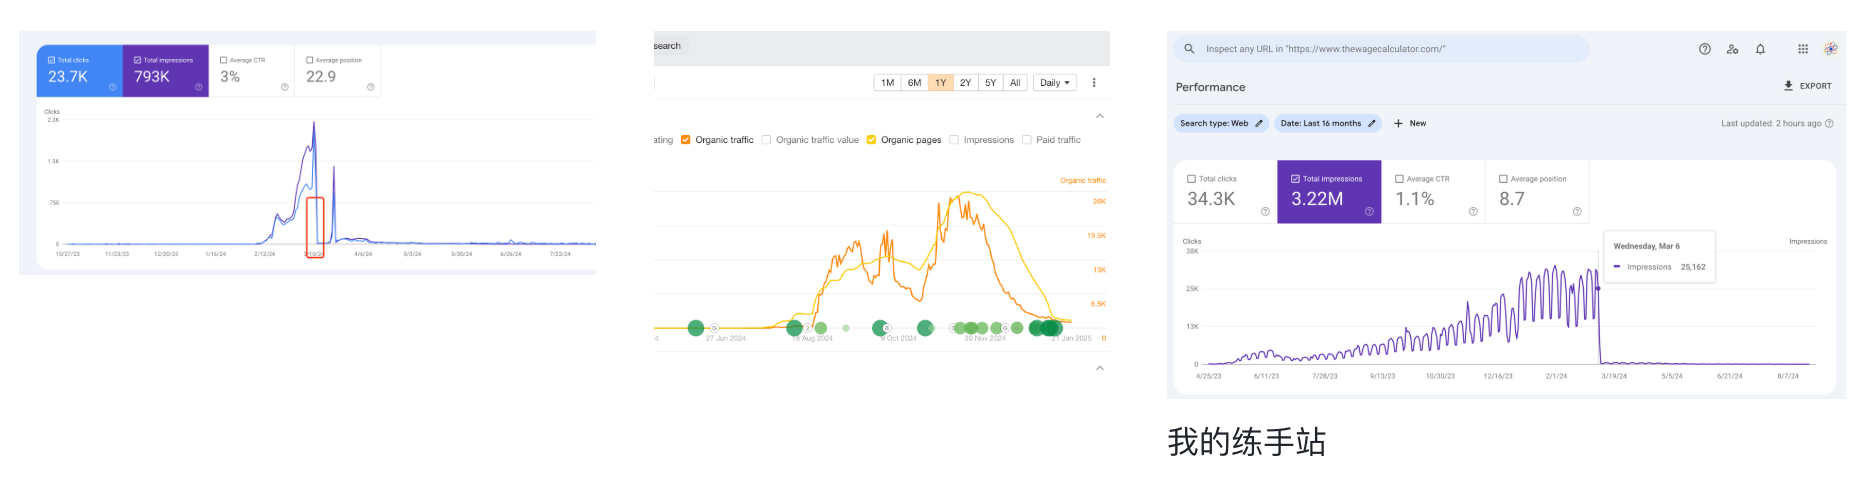 Total clicks
23.7K
Total impressions
793K
Average CTR
3%
Average position
22.9
Clicks
2.3K
1.5K
750
0
10/27/23 11/23/23 12/20/23 1/16/24 2/12/24 3/10/24 4/6/24 5/3/24 5/30/24 6/26/24 7/23/24
search
1M 6M 1Y 2Y 5Y All Daily
ating Organic traffic Organic traffic value Organic pages Impressions Paid traffic
Organic traffic
26K
19.5K
13K
6.5K
0
27 Jun 2024 18 Aug 2024 9 Oct 2024 30 Nov 2024 21 Jan 2025
Inspect any URL in "https://www.thewagecalculator.com/"
Performance
EXPORT
Search type: Web Date: Last 16 months + New
Last updated: 2 hours ago
Total clicks
34.3K
Total impressions
3.22M
Average CTR
1.1%
Average position
8.7
Clicks
Impressions
38K
25K
13K
0
Wednesday, Mar 6
Impressions 25,162
4/25/23 6/11/23 7/28/23 9/13/23 10/30/23 12/16/23 2/1/24 3/19/24 5/5/24 6/21/24 8/7/24
我的练手站